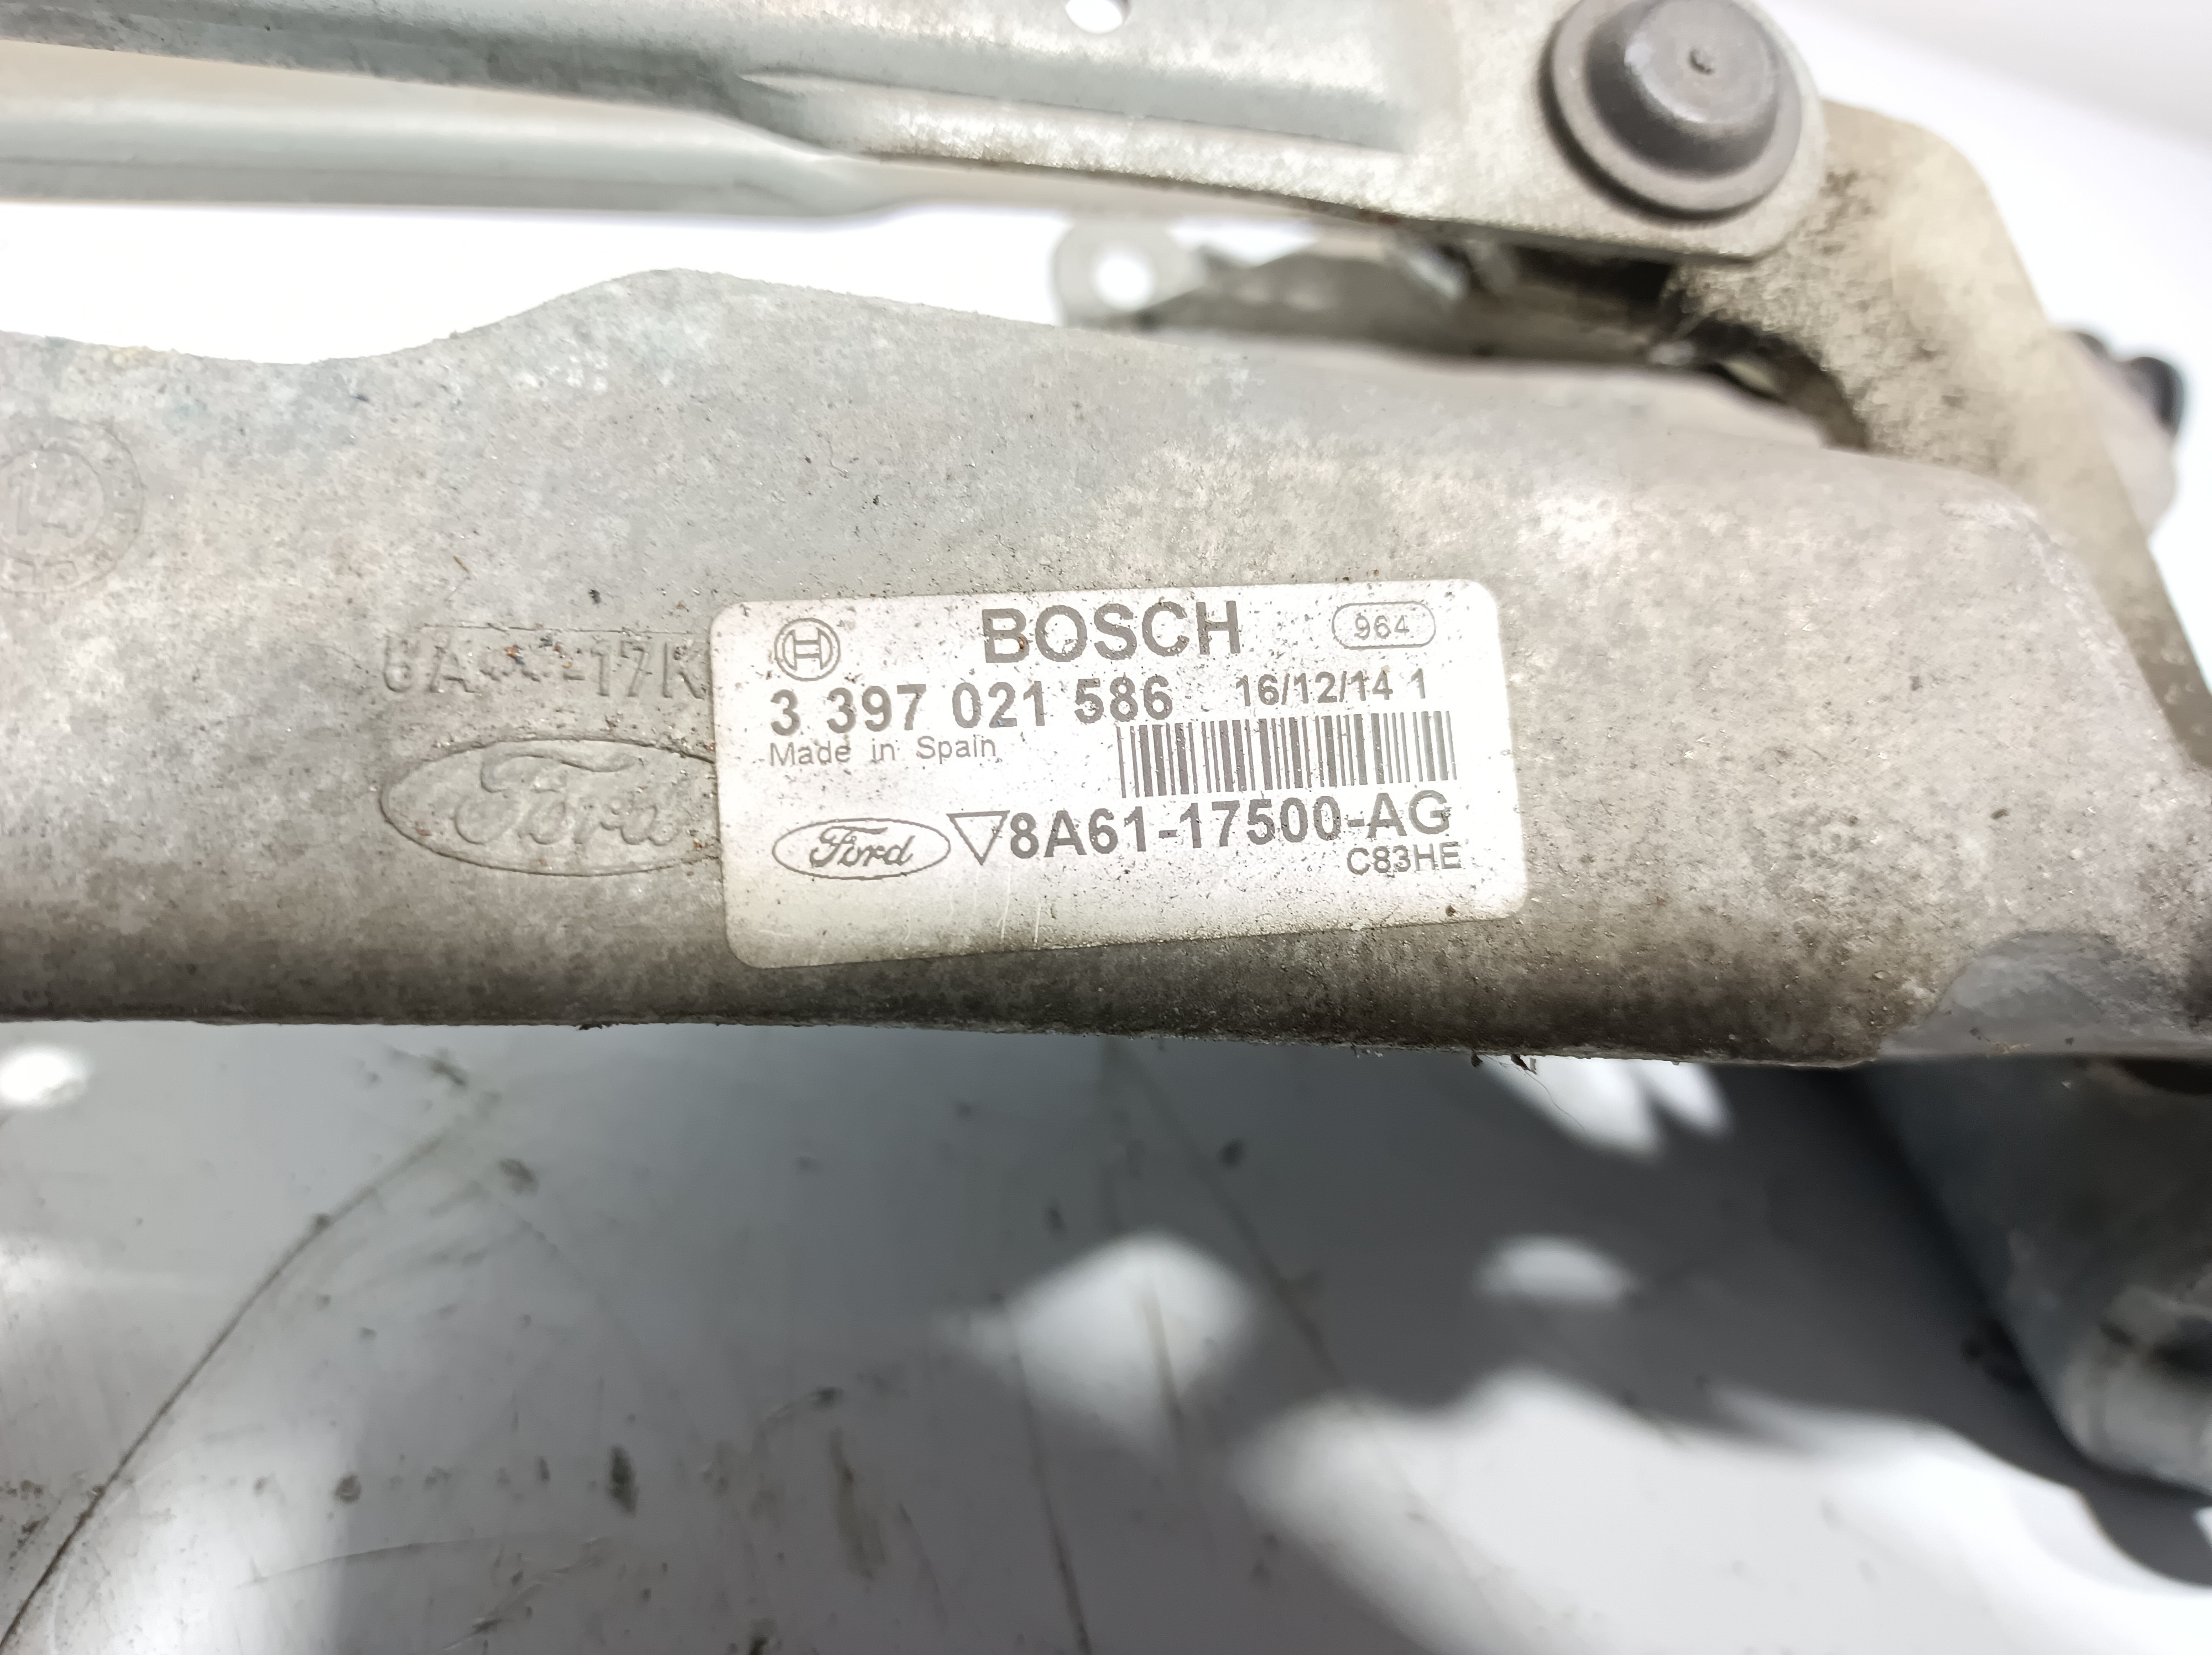 BOSCH 964
3 397 021 586 16/12/14 1
Made in Spain
Ford 8A61-17500-AG
C83HE
Ford
14